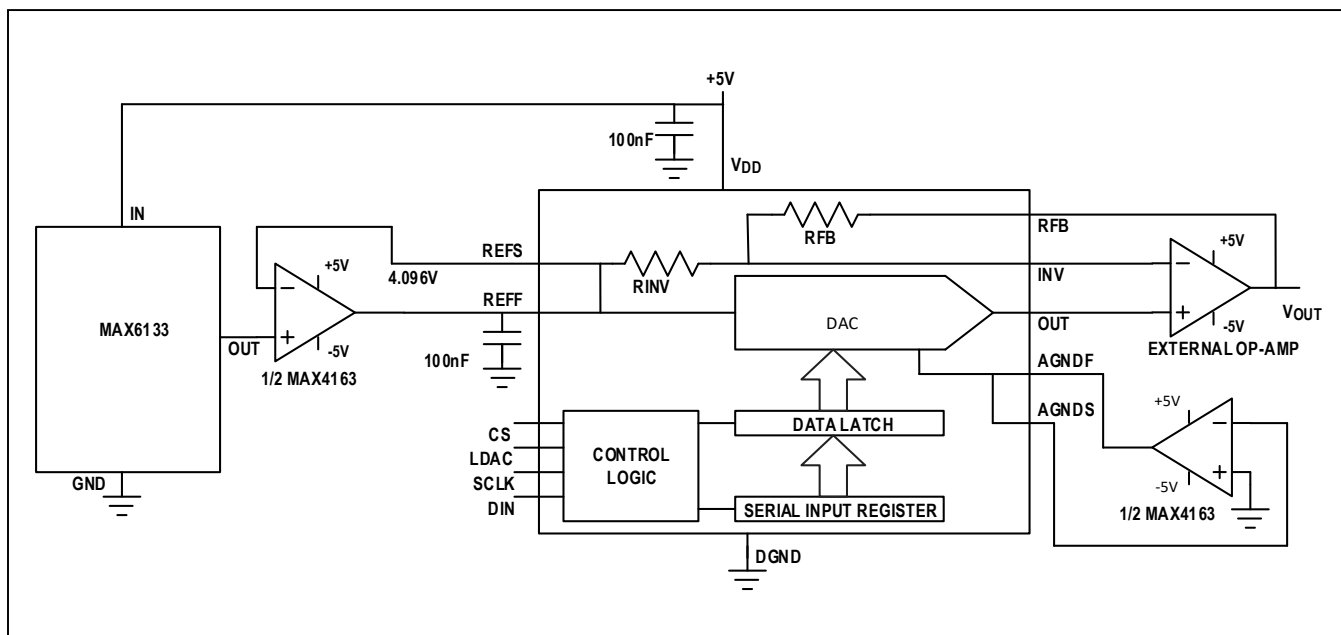 +5V
100nF
VDD
IN
MAX6133
OUT
GND
+5V
-5V
1/2 MAX4163
REFS
4.096V
REFF
100nF
RINV
RFB
DAC
DATA LATCH
SERIAL INPUT REGISTER
CONTROL
LOGIC
CS
LDAC
SCLK
DIN
DGND
RFB
INV
OUT
AGNDF
AGNDS
+5V
-5V
VOUT
EXTERNAL OP-AMP
+5V
-5V
1/2 MAX4163